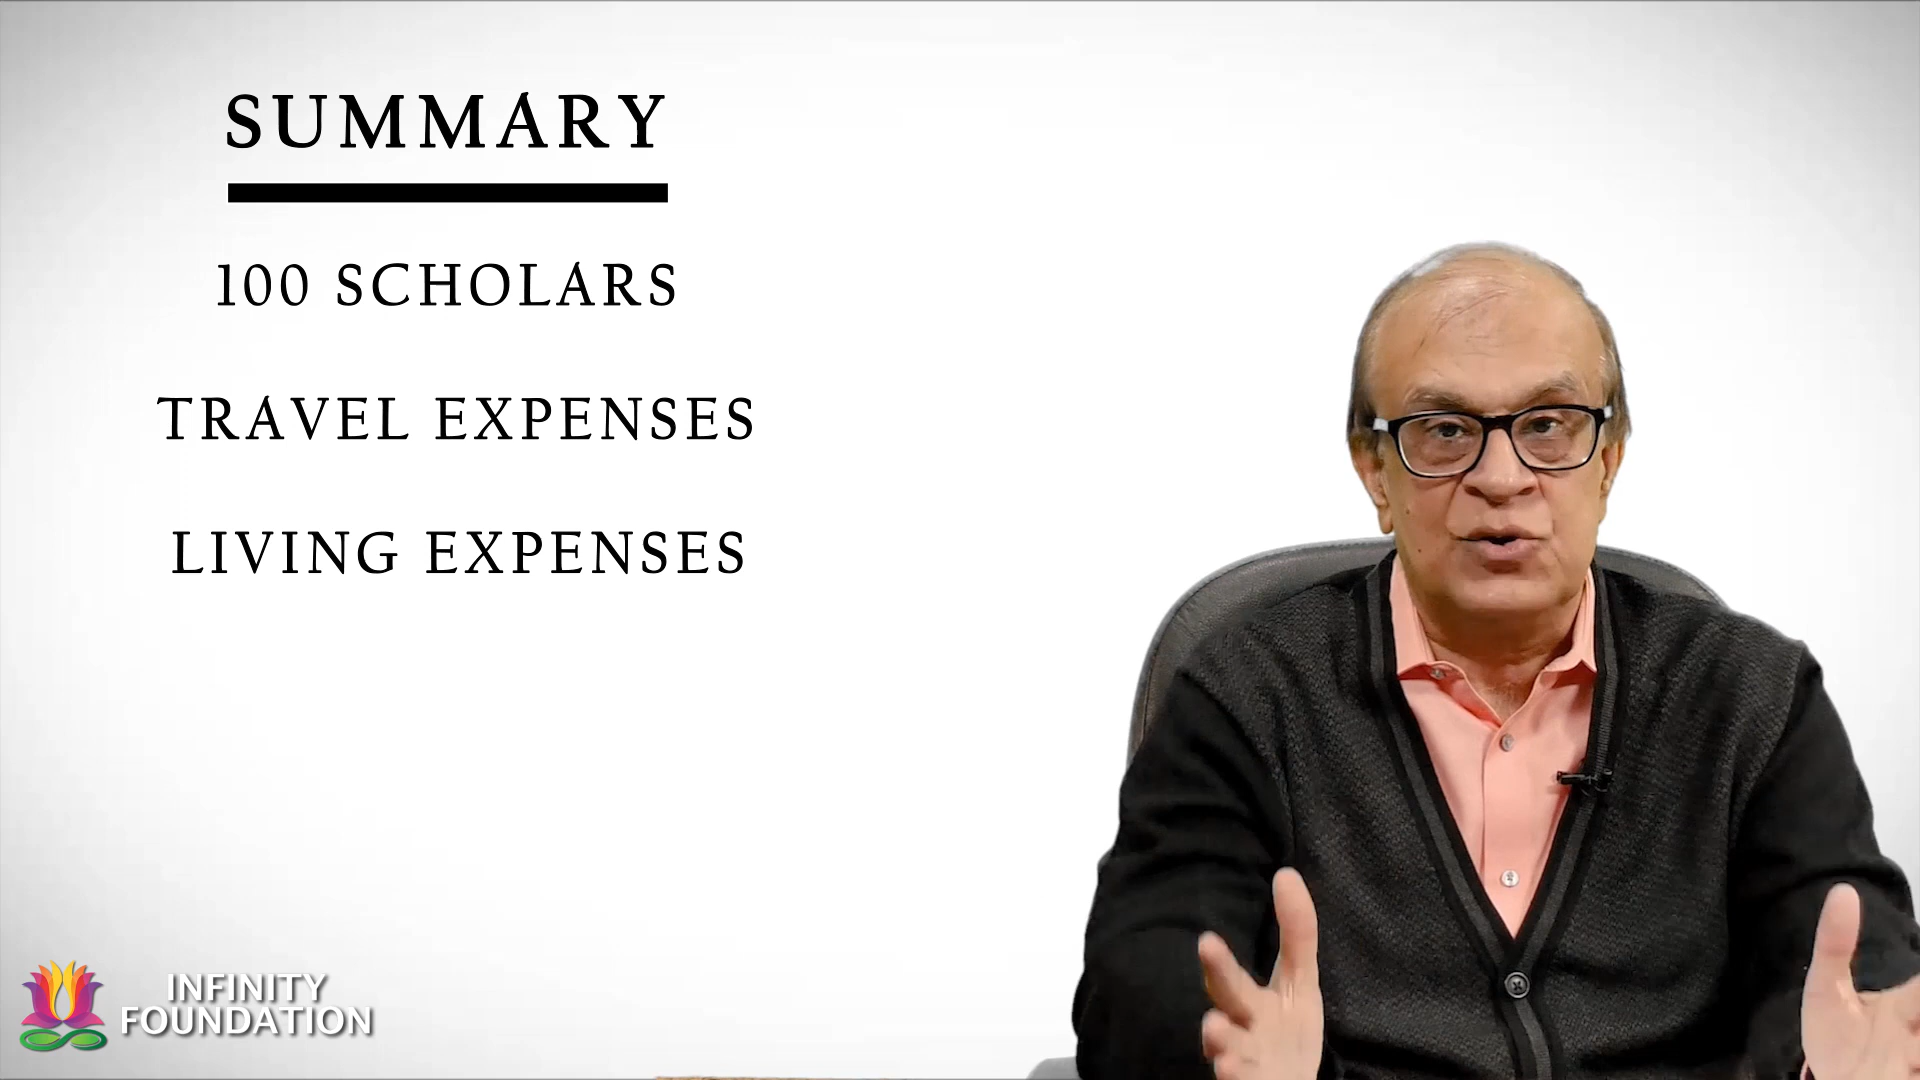 SUMMARY
100 SCHOLARS
TRAVEL EXPENSES
LIVING EXPENSES
INFINITY
FOUNDATION